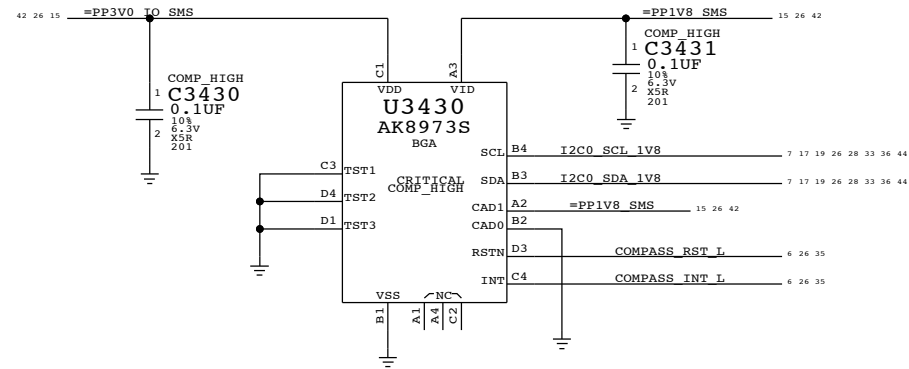 42 26 15 =PP3V0_IO_SMS
=PP1V8_SMS 15 26 42
COMP_HIGH
1 C3430
0.1UF
10%
6.3V
2 X5R
201
COMP_HIGH
1 C3431
0.1UF
10%
6.3V
2 X5R
201
C1
A3
VDD VID
U3430
AK8973S
BGA
CRITICAL
COMP_HIGH
C3 TST1
D4 TST2
D1 TST3
SCL B4 I2C0_SCL_1V8 7 17 19 26 28 33 36 44
SDA B3 I2C0_SDA_1V8 7 17 19 26 28 33 36 44
CAD1 A2 =PP1V8_SMS 15 26 42
CAD0 B2
RSTN D3 COMPASS_RST_L 6 26 35
INT C4 COMPASS_INT_L 6 26 35
VSS NC
B1
A1
A4
C2